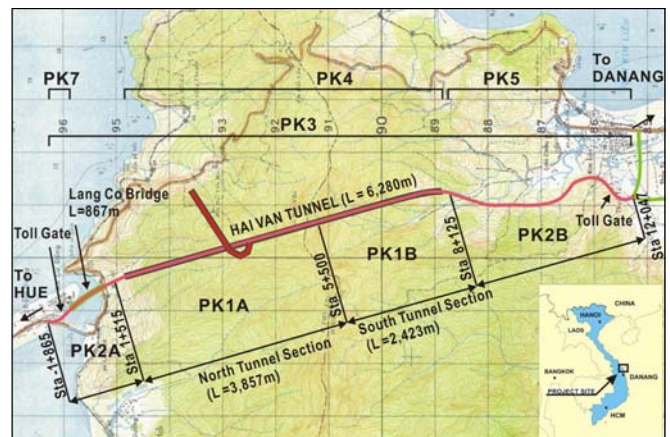 PK7
PK4
PK5
To
DANANG
PK3
96
95
93
92
91
90
88
87
86
Lang Co Bridge
L=867m
Toll Gate
HAI VAN TUNNEL (L = 6,280m)
To
HUE
Toll Gate
PK1A
PK1B
PK2A
PK2B
Sta -1+865
Sta 1+515
Sta 5+500
Sta 8+125
Sta 12+047
North Tunnel Section
(L=3,857m)
South Tunnel Section
(L=2,423m)
CHINA
HANOI
LAOS
BANGKOK
DANANG
PROJECT SITE
HCM